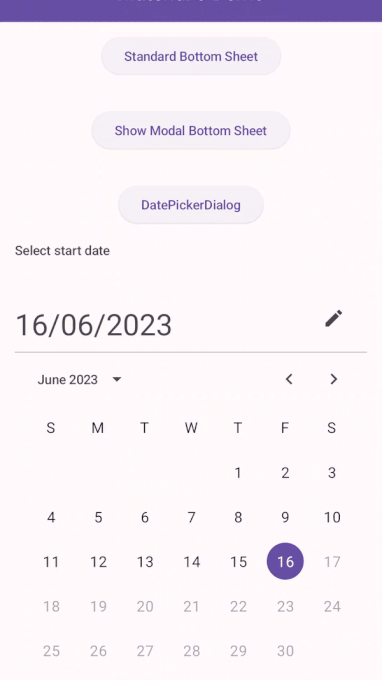 Standard Bottom Sheet
Show Modal Bottom Sheet
DatePickerDialog
Select start date
16/06/2023
June 2023
S M T W T F S
1 2 3
4 5 6 7 8 9 10
11 12 13 14 15 16 17
18 19 20 21 22 23 24
25 26 27 28 29 30